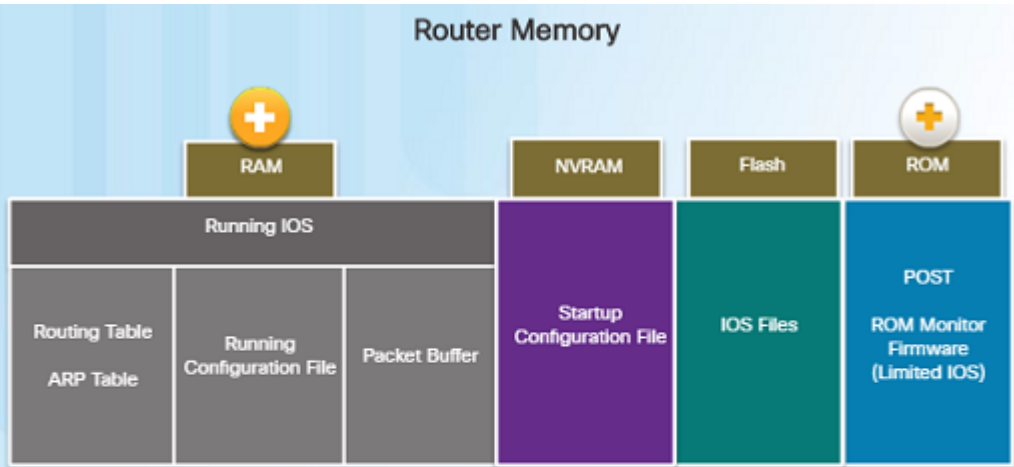 Router Memory
RAM
NVRAM
Flash
ROM
Running IOS
Routing Table
ARP Table
Running
Configuration File
Packet Buffer
Startup
Configuration File
IOS Files
POST
ROM Monitor
Firmware
(Limited IOS)